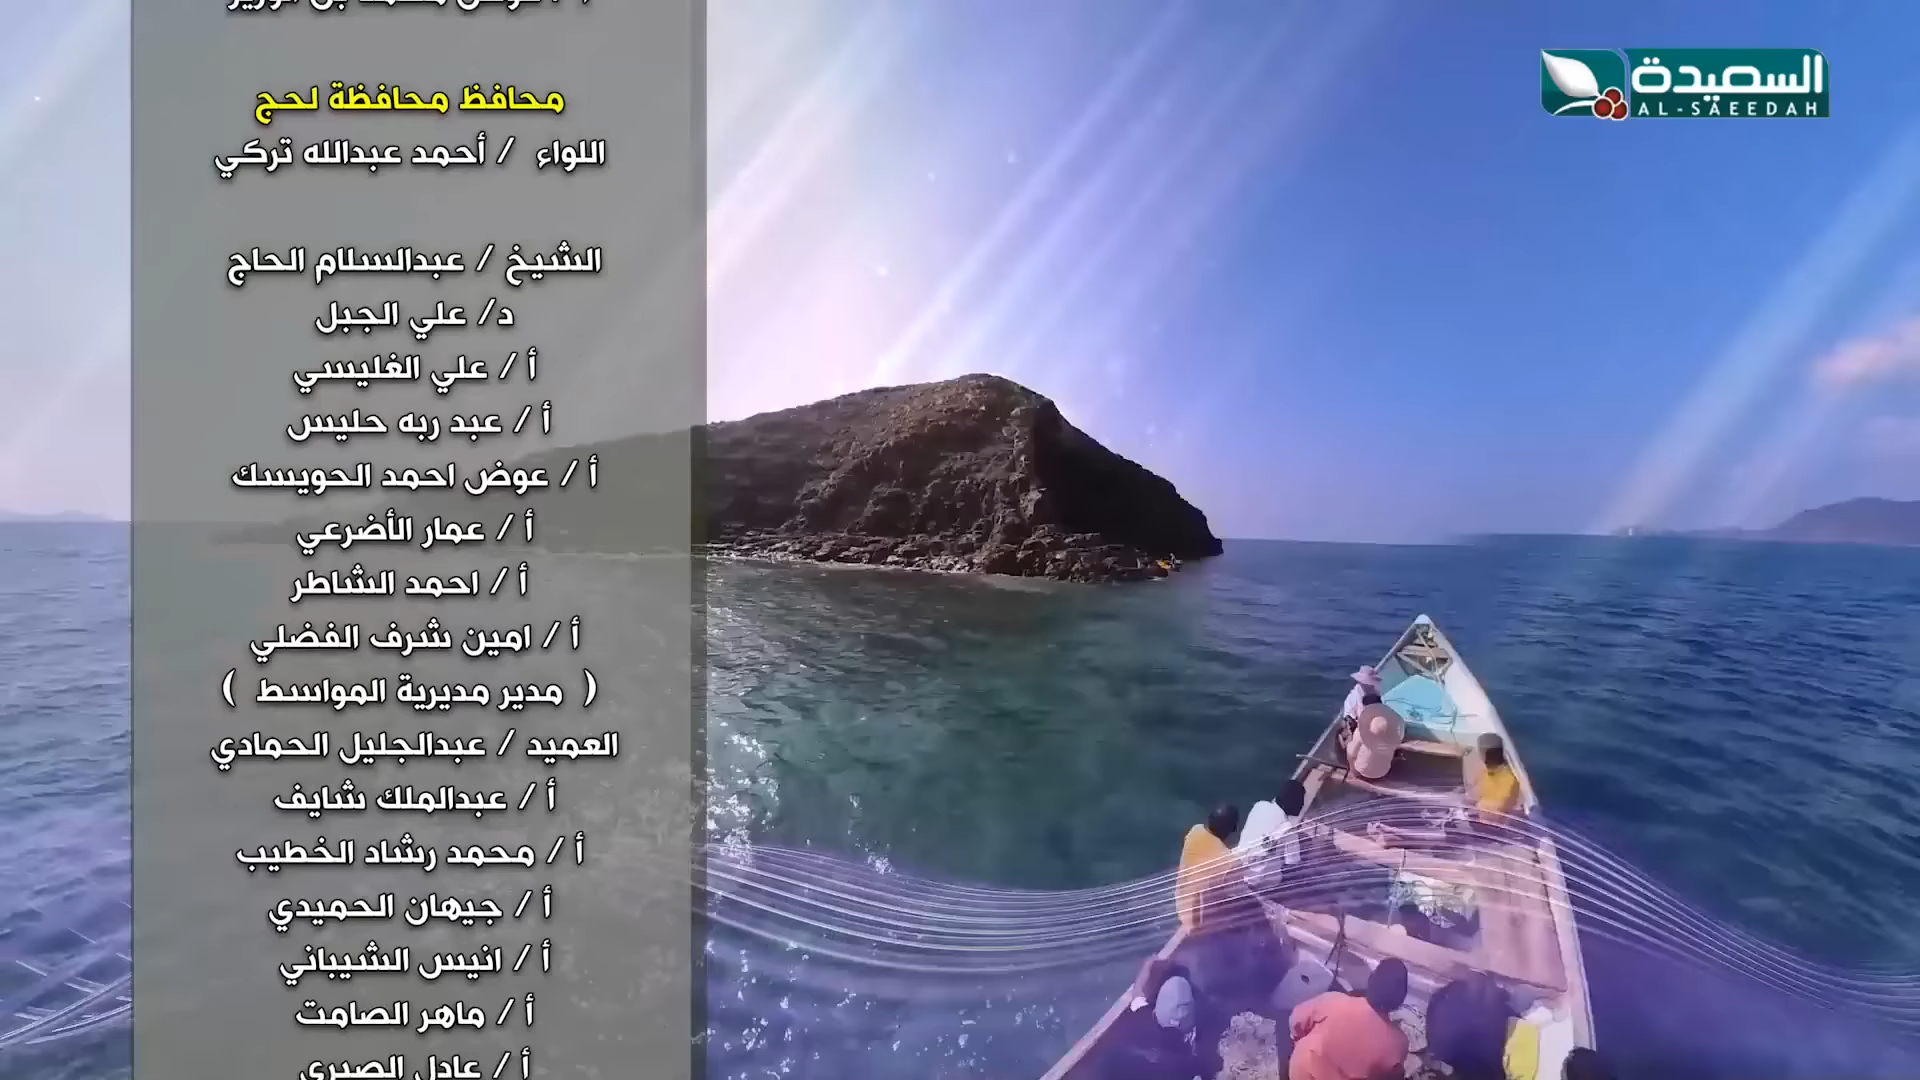 محافظ محافظة لحج
اللواء / أحمد عبدالله تركي
الشيخ / عبدالسلام الحاج
د/ علي الجبل
أ / علي الغليسي
أ / عبد ربه حليس
أ / عوض احمد الحويسك
أ / عمار الأضرعي
أ / احمد الشاطر
أ / امين شرف الفضلي
( مدير مديرية المواسط )
العميد / عبدالجليل الحمادي
أ / عبدالملك شايف
أ / محمد رشاد الخطيب
أ / جيهان الحميدي
أ / انيس الشيباني
أ / ماهر الصامت
أ / عادل الصبري
السعيدة
AL-SAEEDAH